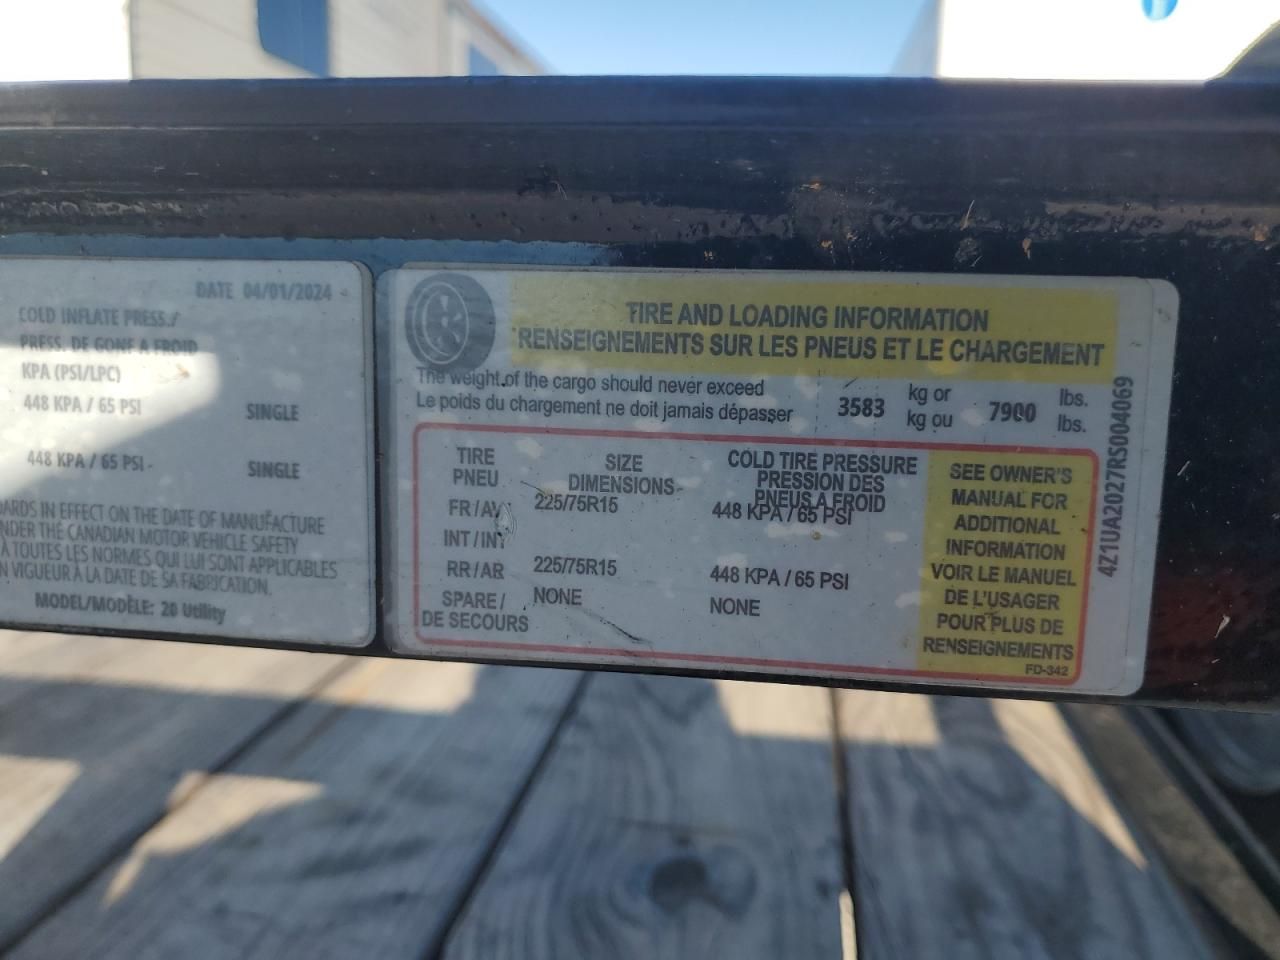 DATE 04/01/2024
COLD INFLATE PRESS./
PRESS. DE GONF A FROID
KPA (PSI/LPC)
448 KPA / 65 PSI SINGLE
448 KPA / 65 PSI - SINGLE
IN EFFECT ON THE DATE OF MANUFACTURE
THE CANADIAN MOTOR VEHICLE SAFETY
À TOUTES LES NORMES QUI LUI SONT APPLICABLES
VIGUEUR À LA DATE DE SA FABRICATION.
MODEL/MODÈLE: 20 Utility
TIRE AND LOADING INFORMATION
RENSEIGNEMENTS SUR LES PNEUS ET LE CHARGEMENT
The weight of the cargo should never exceed
Le poids du chargement ne doit jamais dépasser
3583
kg or
kg ou
7900
lbs.
lbs.
TIRE
PNEU
SIZE
DIMENSIONS
COLD TIRE PRESSURE
PRESSION DES
PNEUS A FROID
FR / AV 225/75R15 448 KPA / 65 PSI
INT / INT
RR / AR 225/75R15 448 KPA / 65 PSI
SPARE /
DE SECOURS
NONE NONE
SEE OWNER'S
MANUAL FOR
ADDITIONAL
INFORMATION
VOIR LE MANUEL
DE L'USAGER
POUR PLUS DE
RENSEIGNEMENTS
FD-342
4Z1UA2027RS004069